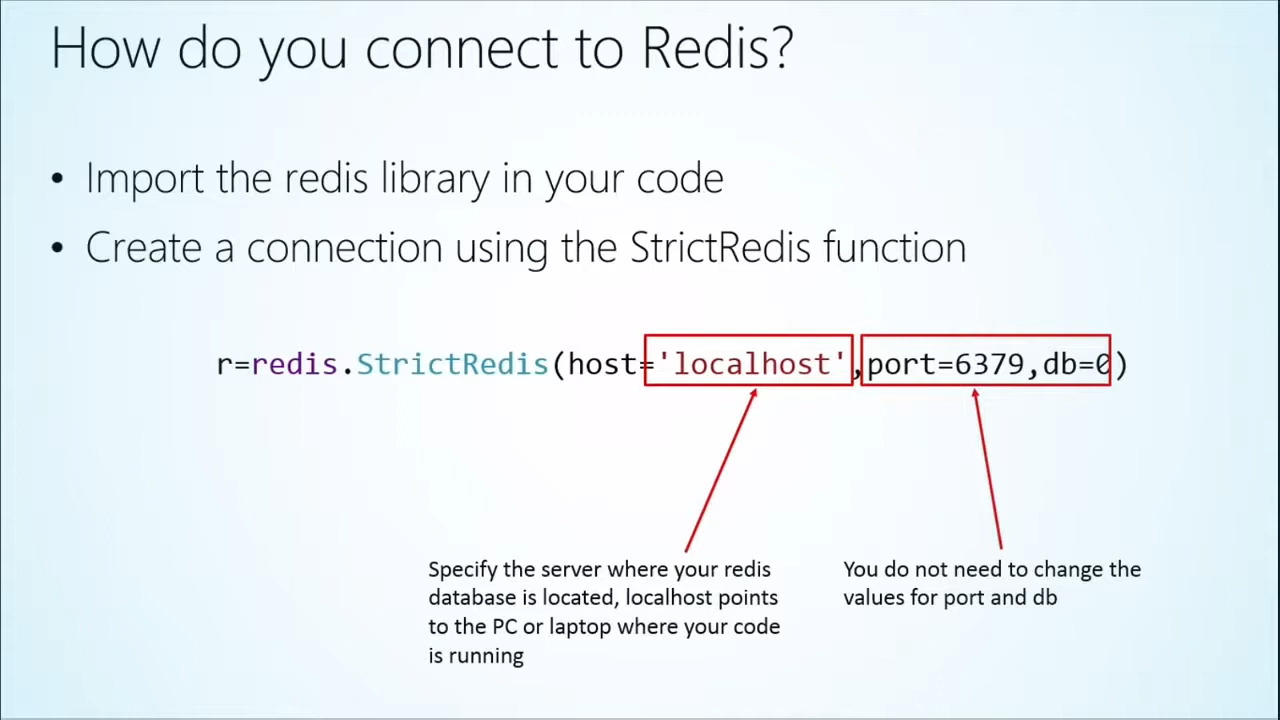 How do you connect to Redis?
• Import the redis library in your code
• Create a connection using the StrictRedis function
r=redis.StrictRedis(host='localhost',port=6379,db=0)
Specify the server where your redis
database is located, localhost points
to the PC or laptop where your code
is running
You do not need to change the
values for port and db